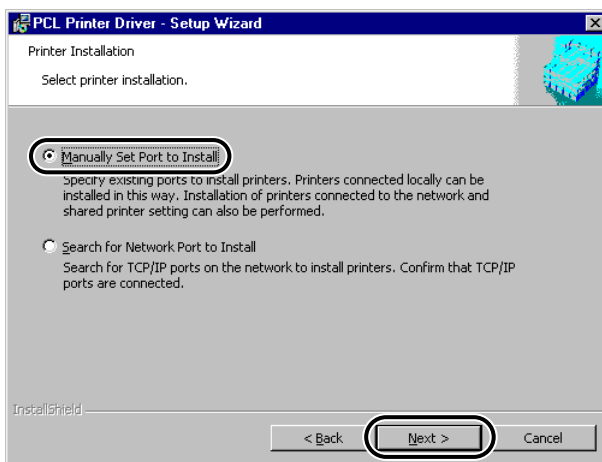 PCL Printer Driver - Setup Wizard
Printer Installation
Select printer installation.
Manually Set Port to Install
Specify existing ports to install printers. Printers connected locally can be
installed in this way. Installation of printers connected to the network and
shared printer setting can also be performed.
Search for Network Port to Install
Search for TCP/IP ports on the network to install printers. Confirm that TCP/IP
ports are connected.
InstallShield
< Back Next > Cancel